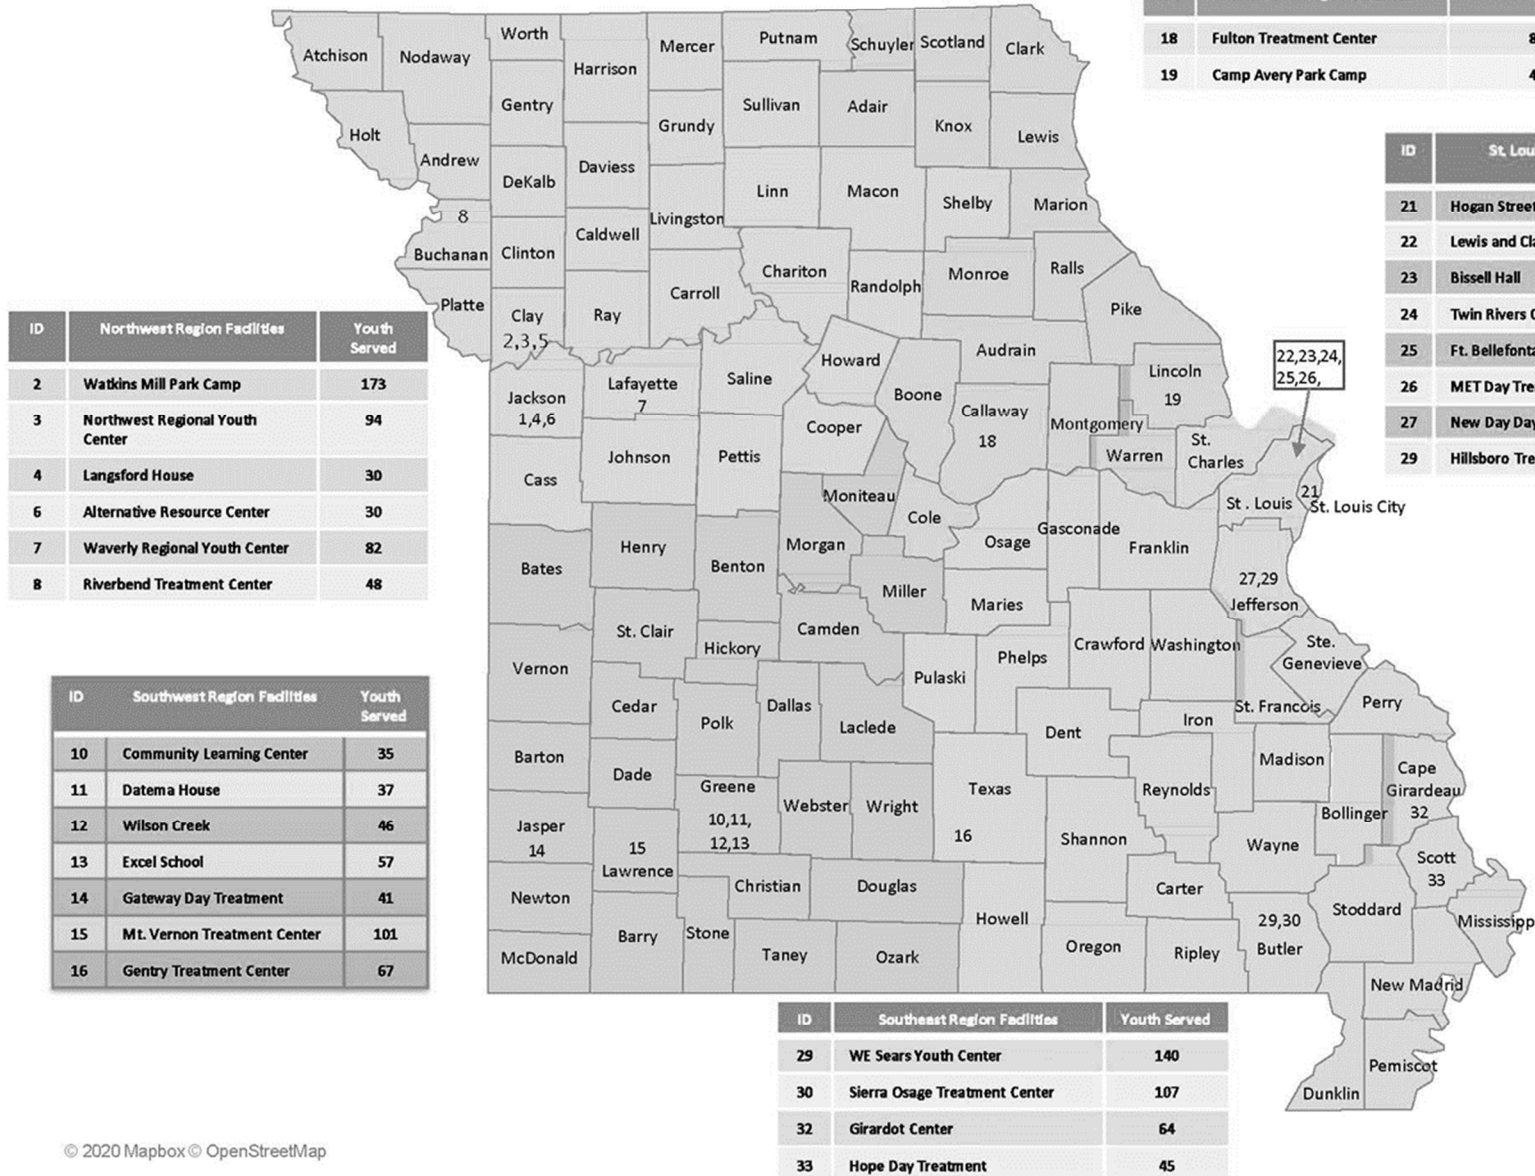 18 Fulton Treatment Center 8
19 Camp Avery Park Camp 4
ID St. Lou
21 Hogan Street
22 Lewis and Cla
23 Bissell Hall
24 Twin Rivers
25 Ft. Bellefonta
26 MET Day Tre
27 New Day Day
29 Hillsboro Tre
ID Northwest Region Facilities Youth Served
2 Watkins Mill Park Camp 173
3 Northwest Regional Youth Center 94
4 Langsford House 30
6 Alternative Resource Center 30
7 Waverly Regional Youth Center 82
8 Riverbend Treatment Center 48
ID Southwest Region Facilities Youth Served
10 Community Learning Center 35
11 Datema House 37
12 Wilson Creek 46
13 Excel School 57
14 Gateway Day Treatment 41
15 Mt. Vernon Treatment Center 101
16 Gentry Treatment Center 67
ID Southeast Region Facilities Youth Served
29 WE Sears Youth Center 140
30 Sierra Osage Treatment Center 107
32 Girardot Center 64
33 Hope Day Treatment 45
Atchison
Nodaway
Worth
Harrison
Mercer
Putnam
Schuyler
Scotland
Clark
Holt
Gentry
Grundy
Sullivan
Adair
Knox
Lewis
Andrew
DeKalb
Daviess
Livingston
Linn
Macon
Shelby
Marion
8
Buchanan
Clinton
Caldwell
Carroll
Chariton
Randolph
Monroe
Ralls
Pike
Platte
Clay
2,3,5
Ray
Howard
Audrain
22,23,24,
25,26,
Jackson
1,4,6
Lafayette
7
Saline
Boone
Callaway
18
Lincoln
19
Montgomery
Warren
St.
Charles
Cooper
Cass
Johnson
Pettis
Moniteau
Cole
Osage
Gasconade
Franklin
St . Louis
21
St. Louis City
Bates
Henry
Benton
Morgan
Miller
Maries
27,29
Jefferson
Vernon
St. Clair
Hickory
Camden
Pulaski
Phelps
Crawford
Washington
Ste.
Genevieve
St. Francois
Perry
Barton
Cedar
Polk
Dallas
Laclede
Dent
Iron
Madison
Dade
Greene
10,11,
12,13
Webster
Wright
Texas
16
Reynolds
Bollinger
Cape
Girardeau
32
Jasper
14
15
Lawrence
Shannon
Wayne
Scott
33
Newton
Christian
Douglas
Howell
Carter
29,30
Butler
Stoddard
Mississipp
McDonald
Barry
Stone
Taney
Ozark
Oregon
Ripley
New Madrid
Pemiscot
Dunklin
© 2020 Mapbox © OpenStreetMap